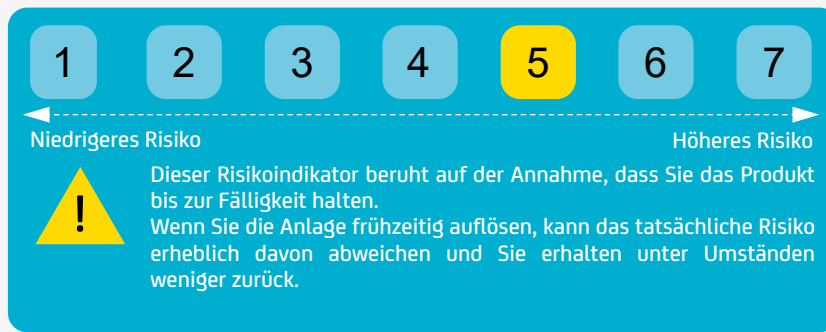 1 2 3 4 5 6 7
Niedrigeres Risiko Höheres Risiko
! Dieser Risikoindikator beruht auf der Annahme, dass Sie das Produkt
bis zur Fälligkeit halten.
Wenn Sie die Anlage frühzeitig auflösen, kann das tatsächliche Risiko
erheblich davon abweichen und Sie erhalten unter Umständen
weniger zurück.